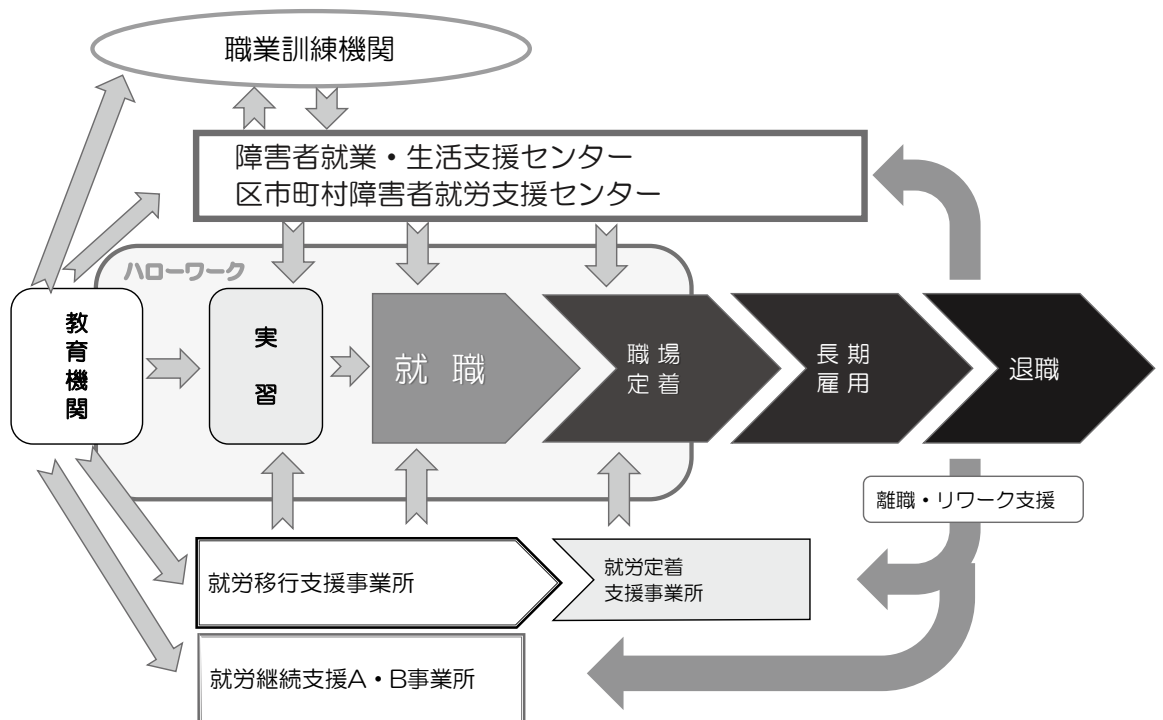 職業訓練機関
障害者就業・生活支援センター
区市町村障害者就労支援センター
ハローワーク
教育機関
実習
就職
職場
定着
長期
雇用
退職
離職・リワーク支援
就労移行支援事業所
就労定着
支援事業所
就労継続支援A・B事業所